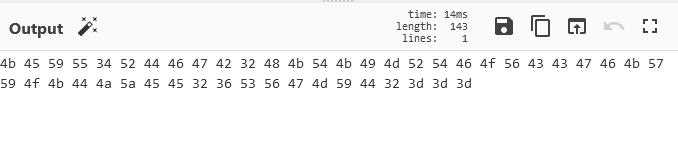 Output
time: 14ms
length: 143
lines: 1
4b 45 59 55 34 52 44 46 47 42 32 48 4b 54 4b 49 4d 52 54 46 4f 56 43 43 47 46 4b 57
59 4f 4b 44 4a 5a 45 45 32 36 53 56 47 4d 59 44 32 3d 3d 3d